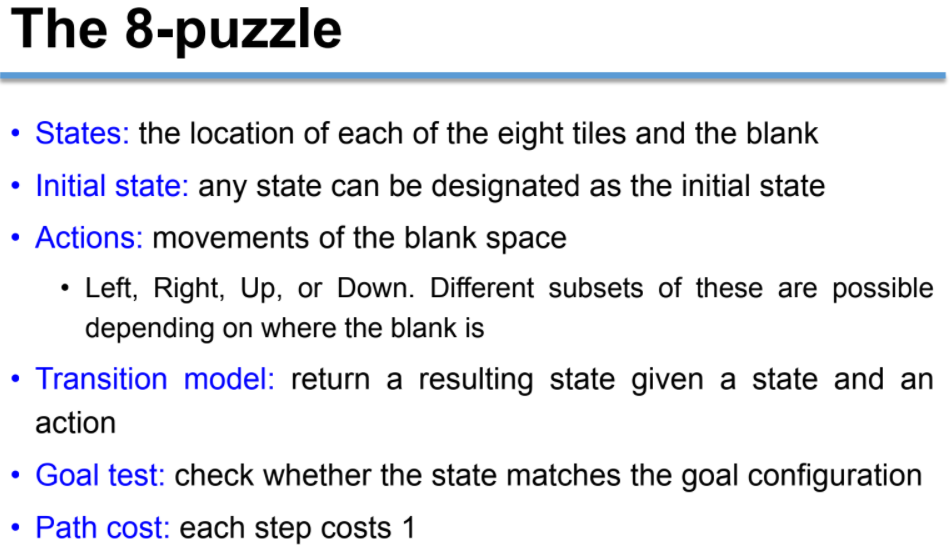 The 8-puzzle
• States: the location of each of the eight tiles and the blank
• Initial state: any state can be designated as the initial state
• Actions: movements of the blank space
• Left, Right, Up, or Down. Different subsets of these are possible
depending on where the blank is
• Transition model: return a resulting state given a state and an
action
• Goal test: check whether the state matches the goal configuration
• Path cost: each step costs 1